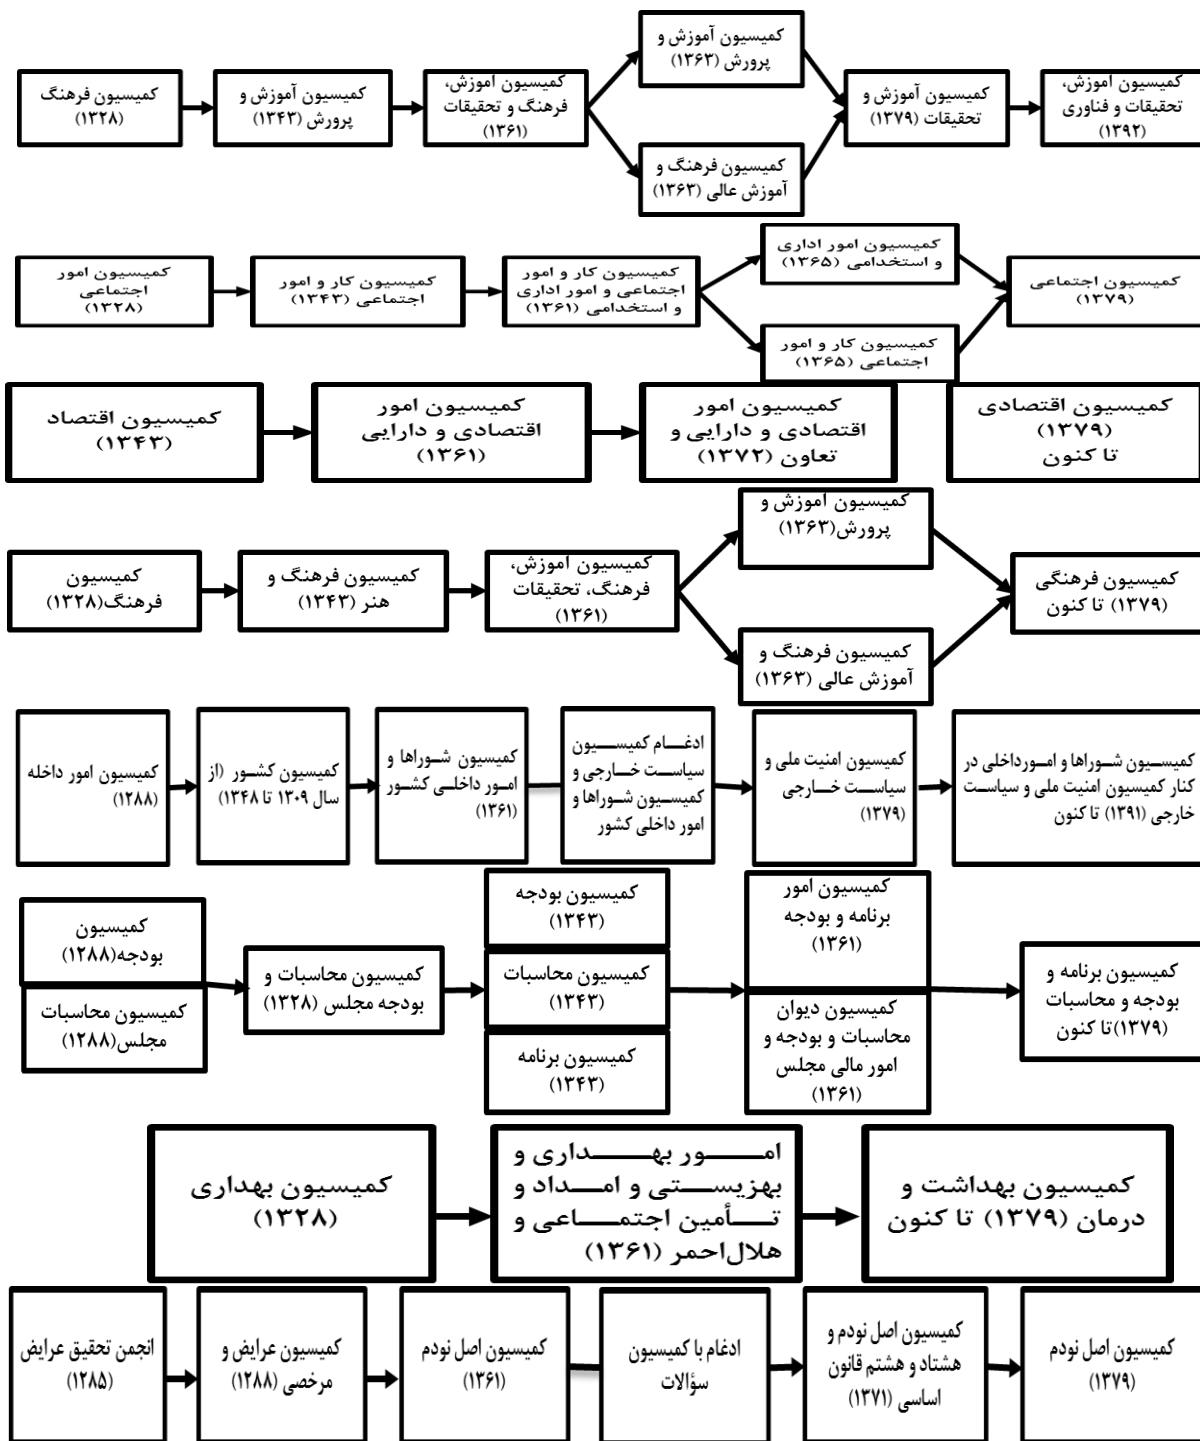 کمیسیون فرهنگ
(۱۳۲۸)
کمیسیون آموزش و
پرورش (۱۳۴۳)
کمیسیون آموزش،
فرهنگ و تحقیقات
(۱۳۶۱)
کمیسیون آموزش و
پرورش (۱۳۶۳)
کمیسیون فرهنگ و
آموزش عالی (۱۳۶۳)
کمیسیون آموزش و
تحقیقات (۱۳۷۹)
کمیسیون آموزش،
تحقیقات و فناوری
(۱۳۹۲)
کمیسیون امور
اجتماعی
(۱۳۲۸)
کمیسیون کار و امور
اجتماعی (۱۳۴۳)
کمیسیون کار و امور
اجتماعی و امور اداری
و استخدامی (۱۳۶۱)
کمیسیون امور اداری
و استخدامی (۱۳۶۵)
کمیسیون کار و امور
اجتماعی (۱۳۶۵)
کمیسیون اجتماعی
(۱۳۷۹)
کمیسیون اقتصاد
(۱۳۴۳)
کمیسیون امور
اقتصادی و دارایی
(۱۳۶۱)
کمیسیون امور
اقتصادی و دارایی و
تعاون (۱۳۷۲)
کمیسیون اقتصادی
(۱۳۷۹)
تا کنون
کمیسیون
فرهنگ(۱۳۲۸)
کمیسیون فرهنگ و
هنر (۱۳۴۳)
کمیسیون آموزش،
فرهنگ، تحقیقات
(۱۳۶۱)
کمیسیون آموزش و
پرورش(۱۳۶۳)
کمیسیون فرهنگ و
آموزش عالی (۱۳۶۳)
کمیسیون فرهنگی
(۱۳۷۹) تا کنون
کمیسیون امور داخله
(۱۲۸۸)
کمیسیون کشور (از
سال ۱۳۰۹ تا ۱۳۴۸)
کمیسیون شوراها و
امور داخلی کشور
(۱۳۶۱)
ادغام کمیسیون
سیاست خارجی و
کمیسیون شوراها و
امور داخلی کشور
کمیسیون امنیت ملی و
سیاست خارجی
(۱۳۷۹)
کمیسیون شوراها و امورداخلی در
کنار کمیسیون امنیت ملی و سیاست
خارجی (۱۳۹۱) تا کنون
کمیسیون
بودجه(۱۲۸۸)
کمیسیون محاسبات
مجلس(۱۲۸۸)
کمیسیون محاسبات و
بودجه مجلس (۱۳۲۸)
کمیسیون بودجه
(۱۳۴۳)
کمیسیون محاسبات
(۱۳۴۳)
کمیسیون برنامه
(۱۳۴۳)
کمیسیون امور
برنامه و بودجه
(۱۳۶۱)
کمیسیون دیوان
محاسبات و بودجه و
امور مالی مجلس
(۱۳۶۱)
کمیسیون برنامه و
بودجه و محاسبات
(۱۳۷۹)تا کنون
کمیسیون بهداری
(۱۳۲۸)
امور بهداری و
بهزیستی و امداد و
تأمین اجتماعی و
هلال‌احمر (۱۳۶۱)
کمیسیون بهداشت و
درمان (۱۳۷۹) تا کنون
انجمن تحقیق عرایض
(۱۲۸۵)
کمیسیون عرایض و
مرخصی (۱۲۸۸)
کمیسیون اصل نودم
(۱۳۶۱)
ادغام با کمیسیون
سؤالات
کمیسیون اصل نودم و
هشتاد و هشتم قانون
اساسی (۱۳۷۱)
کمیسیون اصل نودم
(۱۳۷۹)